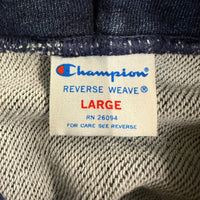 Champion
REVERSE WEAVE®
LARGE
RN 26094
FOR CARE SEE REVERSE